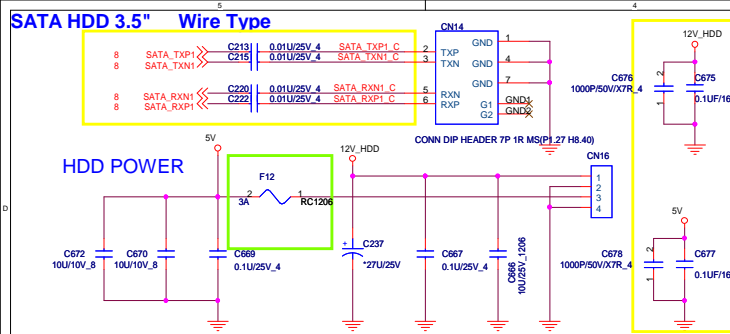 5
4
SATA HDD 3.5" Wire Type
CN14
8 SATA_TXP1 C213 0.01U/25V_4 SATA_TXP1_C 2 TXP GND 1
8 SATA_TXN1 C215 0.01U/25V_4 SATA_TXN1_C 3 TXN GND 4
GND 7
8 SATA_RXN1 C220 0.01U/25V_4 SATA_RXN1_C 5 RXN G1 GND1
8 SATA_RXP1 C222 0.01U/25V_4 SATA_RXP1_C 6 RXP G2 GND2
CONN DIP HEADER 7P 1R MS(P1.27 H8.40)
12V_HDD
C676 2 1 C675
1000P/50V/X7R_4 0.1UF/16
HDD POWER
5V
F12
2 1
3A RC1206
12V_HDD
CN16
1
2
3
4
D
C672
10U/10V_8
C670
10U/10V_8
C669
0.1U/25V_4
+ C237
*27U/25V
C667
0.1U/25V_4
C666
10U/25V_1206
5V
C678 2 1 C677
1000P/50V/X7R_4 0.1UF/16